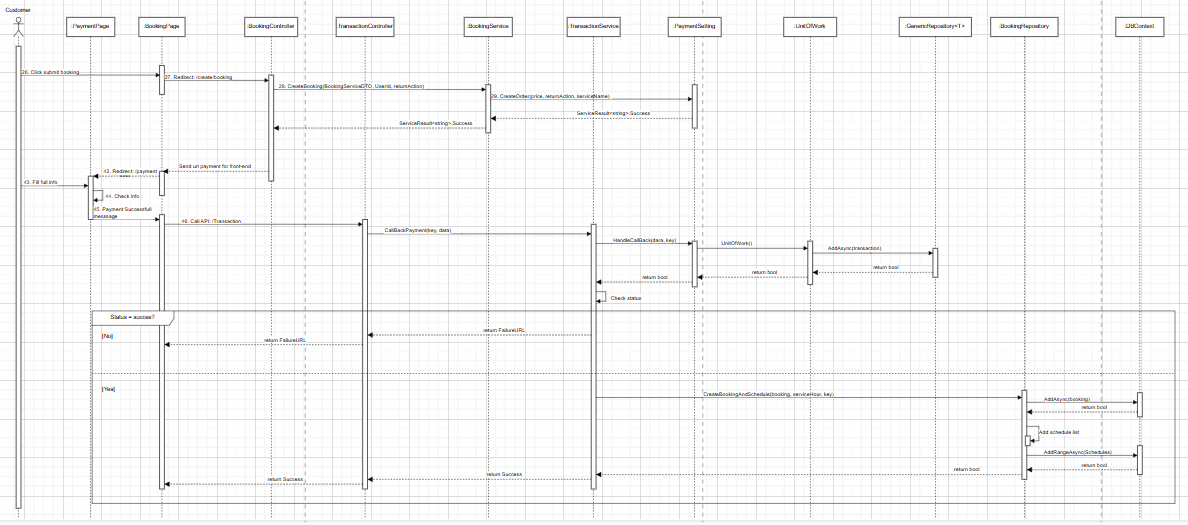 Customer
:PaymentPage
:BookingPage
:BookingController
:TransactionController
:BookingService
:TransactionService
:PaymentSetting
:UnitOfWork
:GenericRepository<T>
:BookingRepository
:DBContext
26. Click submit booking
27. Redirect: /create/booking
28. CreateBooking(BookingServiceDTO, UserId, returnAction)
29. CreateOrder(price, returnAction, serviceName)
ServiceResult<string>.Success
ServiceResult<string>.Success
Send url payment for front-end
42. Redirect: /payment
43. Fill full info
44. Check info
45. Payment Successfull
messsage
46. Call API: /Transaction
CallBackPayment(key, data)
HandleCallBack(data, key)
UnitOfWork()
AddAsync(transaction)
return bool
return bool
return bool
Check status
Status = succes?
[No]
return FailureURL
return FailureURL
[Yes]
CreateBookingAndSchedule(booking, serviceHour, key)
AddAsync(booking)
return bool
Add schedule list
AddRangeAsync(Schedules)
return bool
return bool
return Success
return Success